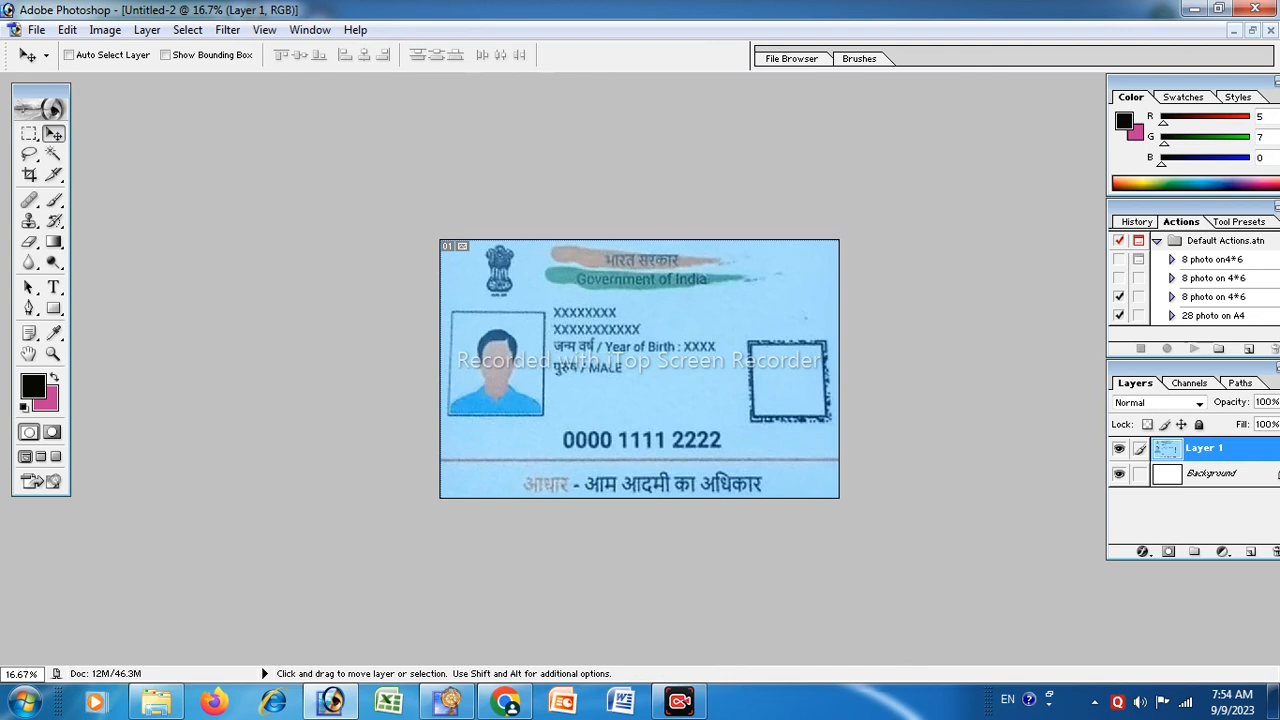 Adobe Photoshop - [Untitled-2 @ 16.7% (Layer 1, RGB)]
File Edit Image Layer Select Filter View Window Help
Auto Select Layer Show Bounding Box
File Browser Brushes
Color Swatches Styles
R 5
G 7
B 0
History Actions Tool Presets
Default Actions.atn
8 photo on4*6
8 photo on 4*6
8 photo on 4*6
28 photo on A4
Layers Channels Paths
Normal Opacity: 100%
Lock: Fill: 100%
Layer 1
Background
01
भारत सरकार
Government of India
XXXXXXXX
XXXXXXXXXXX
जन्म वर्ष / Year of Birth : XXXX
Recorded with iTop Screen Recorder
पुरुष / MALE
0000 1111 2222
आधार - आम आदमी का अधिकार
16.67% Doc: 12M/46.3M Click and drag to move layer or selection. Use Shift and Alt for additional options.
EN 7:54 AM
9/9/2023